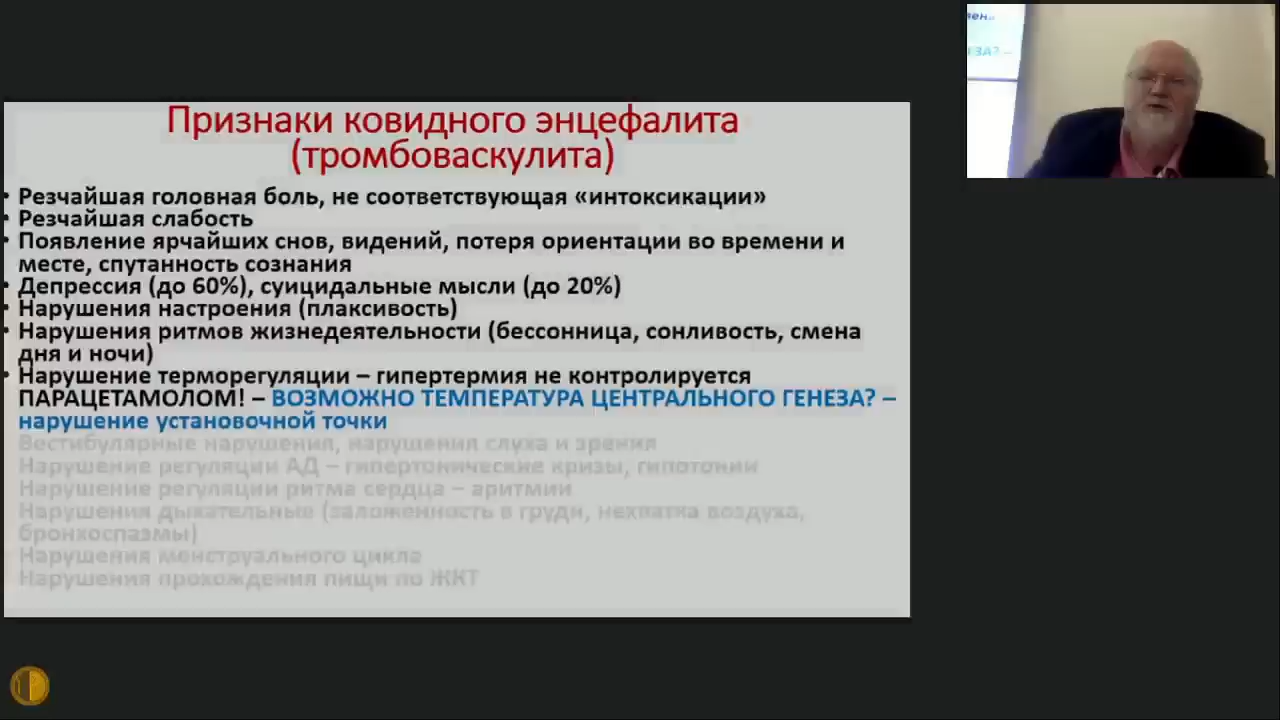 Признаки ковидного энцефалита
(тромбоваскулита)
• Резчайшая головная боль, не соответствующая «интоксикации»
• Резчайшая слабость
• Появление ярчайших снов, видений, потеря ориентации во времени и
месте, спутанность сознания
• Депрессия (до 60%), суицидальные мысли (до 20%)
• Нарушения настроения (плаксивость)
• Нарушения ритмов жизнедеятельности (бессонница, сонливость, смена
дня и ночи)
• Нарушение терморегуляции – гипертермия не контролируется
ПАРАЦЕТАМОЛОМ! – ВОЗМОЖНО ТЕМПЕРАТУРА ЦЕНТРАЛЬНОГО ГЕНЕЗА? –
нарушение установочной точки
Вестибулярные нарушения, нарушения слуха и зрения
Нарушение регуляции АД – гипертонические кризы, гипотонии
Нарушение регуляции ритма сердца – аритмии
Нарушения дыхательные (заложенность в груди, нехватка воздуха,
бронхоспазмы)
Нарушения менструального цикла
Нарушения прохождения пищи по ЖКТ
ЕЗА? –